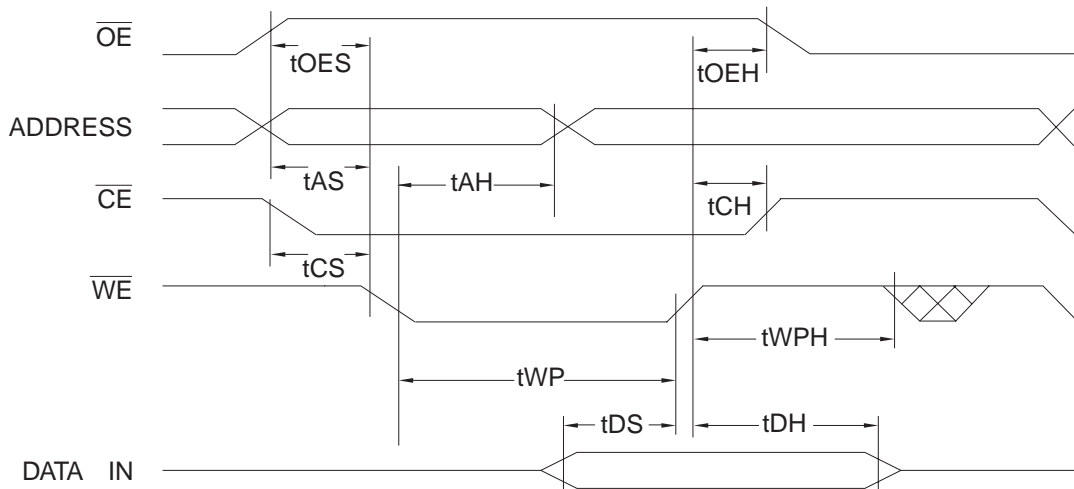 OE
tOES
tOEH
ADDRESS
tAS
tAH
tCH
CE
tCS
WE
tWPH
tWP
tDS
tDH
DATA IN